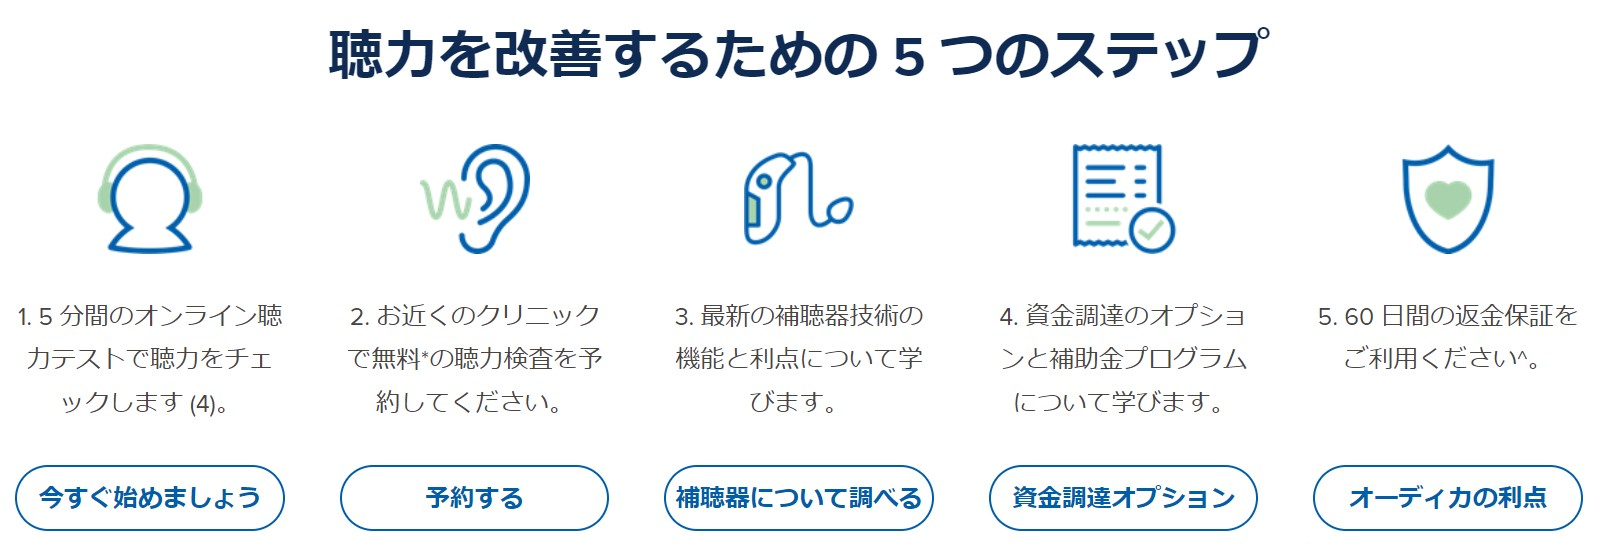 聴力を改善するための 5 つのステップ
1. 5 分間のオンライン聴
力テストで聴力をチェ
ックします (4)。
2. お近くのクリニック
で無料*の聴力検査を予
約してください。
3. 最新の補聴器技術の
機能と利点について学
びます。
4. 資金調達のオプショ
ンと補助金プログラム
について学びます。
5. 60 日間の返金保証を
ご利用ください^。
今すぐ始めましょう
予約する
補聴器について調べる
資金調達オプション
オーディカの利点